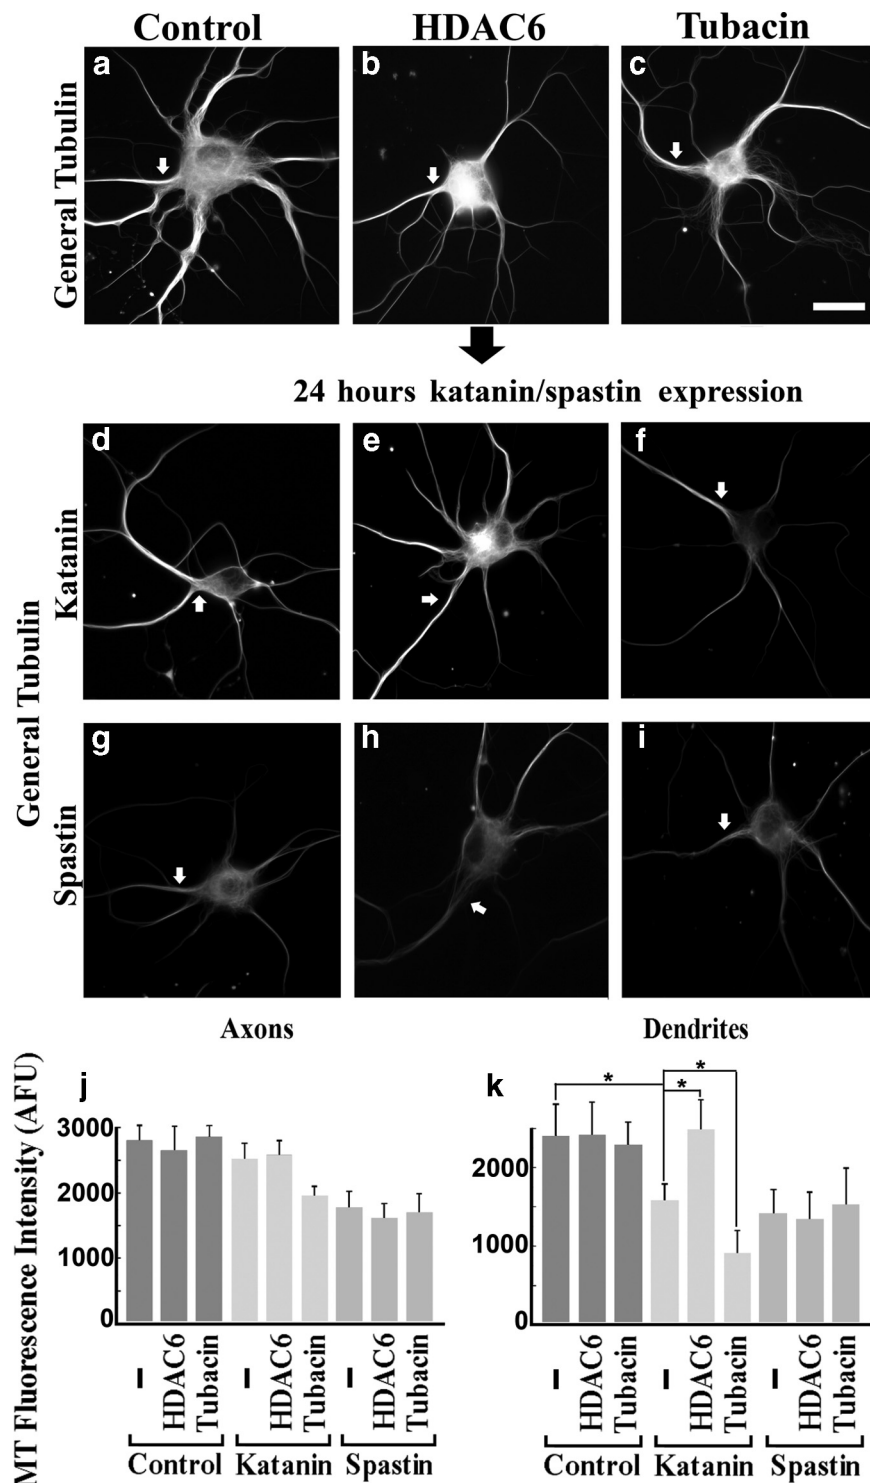 Control HDAC6 Tubacin
General Tubulin
a b c
24 hours katanin/spastin expression
General Tubulin
Katanin
d e f
Spastin
g h i
Axons Dendrites
MT Fluorescence Intensity (AFU)
j k
* * *
3000
2000
1000
0
2000
1000
0
– HDAC6 Tubacin – HDAC6 Tubacin – HDAC6 Tubacin
Control Katanin Spastin
– HDAC6 Tubacin – HDAC6 Tubacin – HDAC6 Tubacin
Control Katanin Spastin